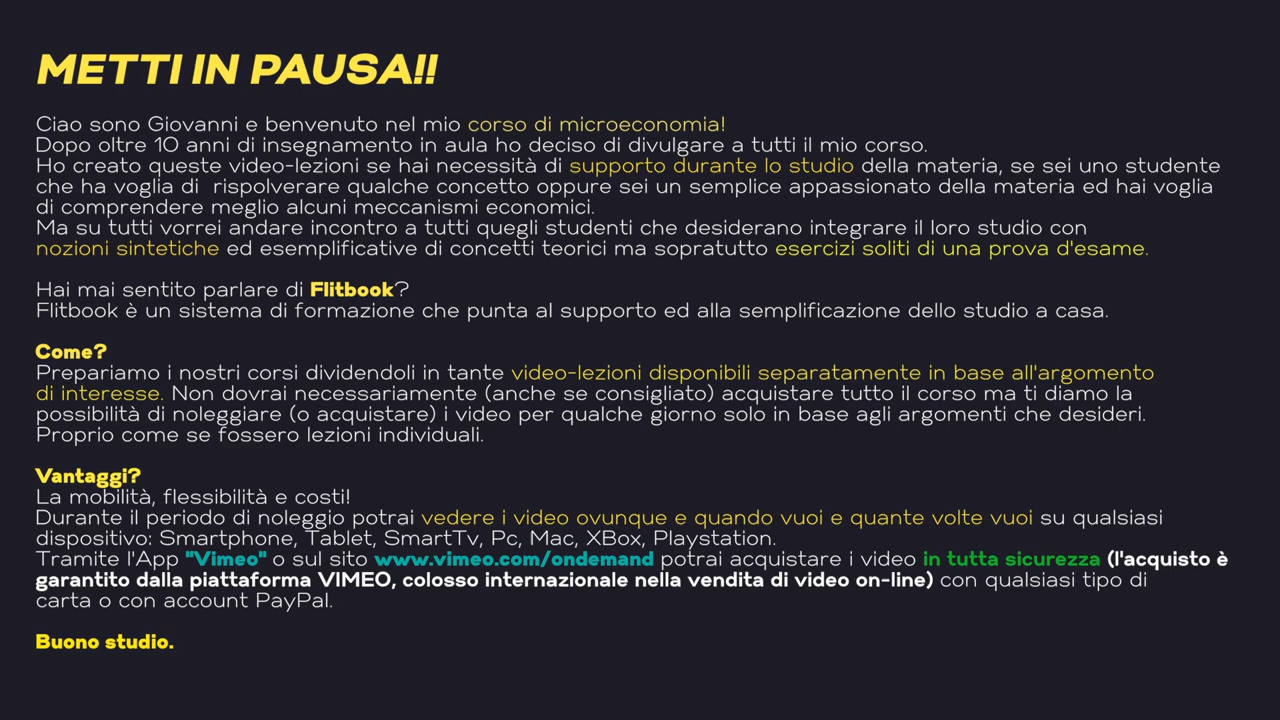 METTI IN PAUSA!!
Ciao sono Giovanni e benvenuto nel mio corso di microeconomia!
Dopo oltre 10 anni di insegnamento in aula ho deciso di divulgare a tutti il mio corso.
Ho creato queste video-lezioni se hai necessità di supporto durante lo studio della materia, se sei uno studente
che ha voglia di  rispolverare qualche concetto oppure sei un semplice appassionato della materia ed hai voglia
di comprendere meglio alcuni meccanismi economici.
Ma su tutti vorrei andare incontro a tutti quegli studenti che desiderano integrare il loro studio con
nozioni sintetiche ed esemplificative di concetti teorici ma sopratutto esercizi soliti di una prova d'esame.
Hai mai sentito parlare di Flitbook?
Flitbook è un sistema di formazione che punta al supporto ed alla semplificazione dello studio a casa.
Come?
Prepariamo i nostri corsi dividendoli in tante video-lezioni disponibili separatamente in base all'argomento
di interesse. Non dovrai necessariamente (anche se consigliato) acquistare tutto il corso ma ti diamo la
possibilità di noleggiare (o acquistare) i video per qualche giorno solo in base agli argomenti che desideri.
Proprio come se fossero lezioni individuali.
Vantaggi?
La mobilità, flessibilità e costi!
Durante il periodo di noleggio potrai vedere i video ovunque e quando vuoi e quante volte vuoi su qualsiasi
dispositivo: Smartphone, Tablet, SmartTv, Pc, Mac, XBox, Playstation.
Tramite l'App "Vimeo" o sul sito www.vimeo.com/ondemand potrai acquistare i video in tutta sicurezza (l'acquisto è
garantito dalla piattaforma VIMEO, colosso internazionale nella vendita di video on-line) con qualsiasi tipo di
carta o con account PayPal.
Buono studio.